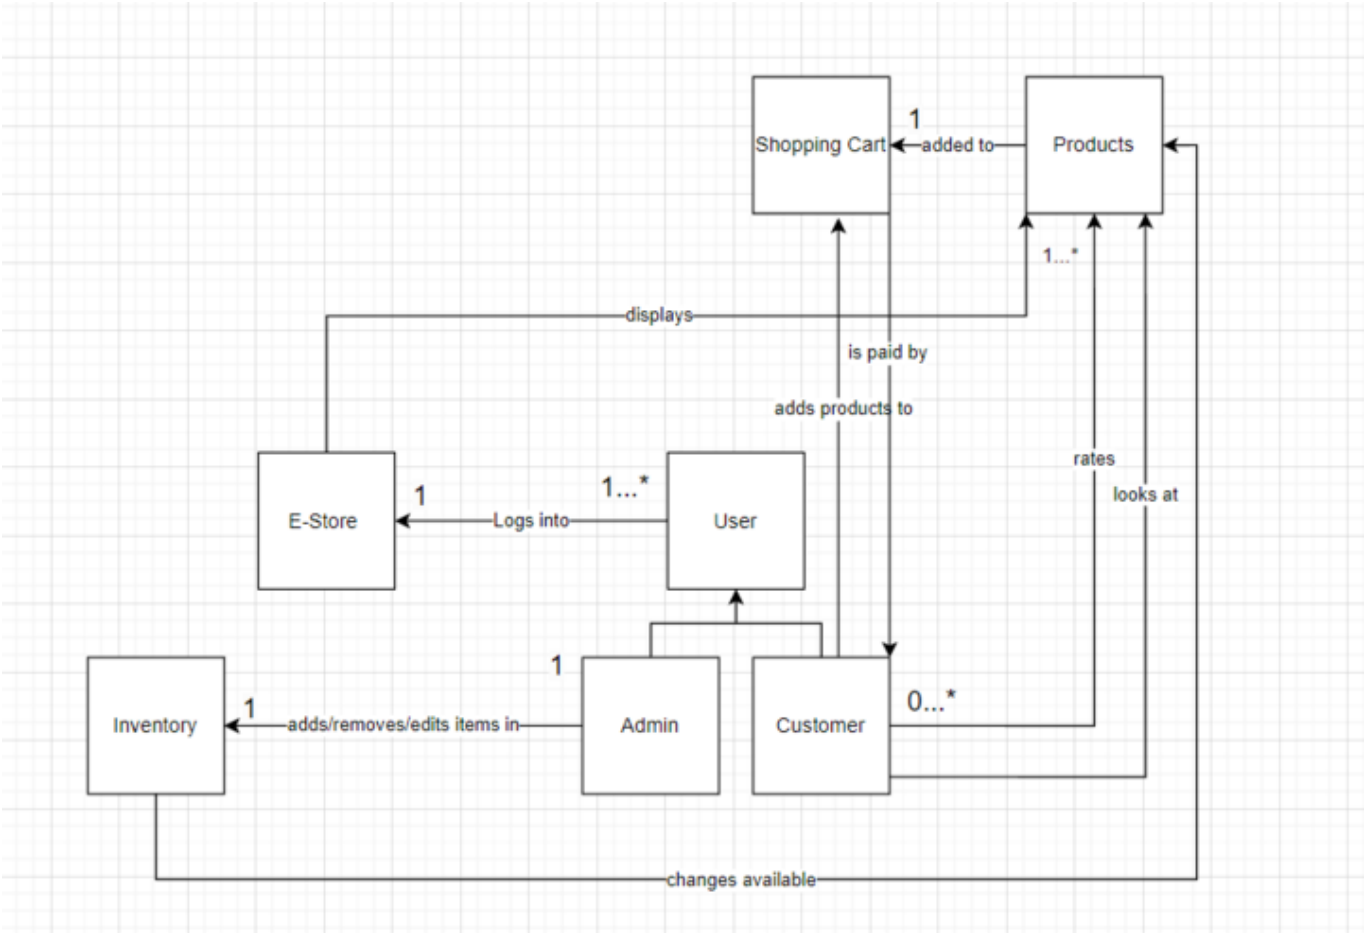 1
Shopping Cart
added to
Products
1...*
displays
is paid by
adds products to
rates
looks at
1
1...*
E-Store
Logs into
User
1
1
0...*
Inventory
adds/removes/edits items in
Admin
Customer
changes available